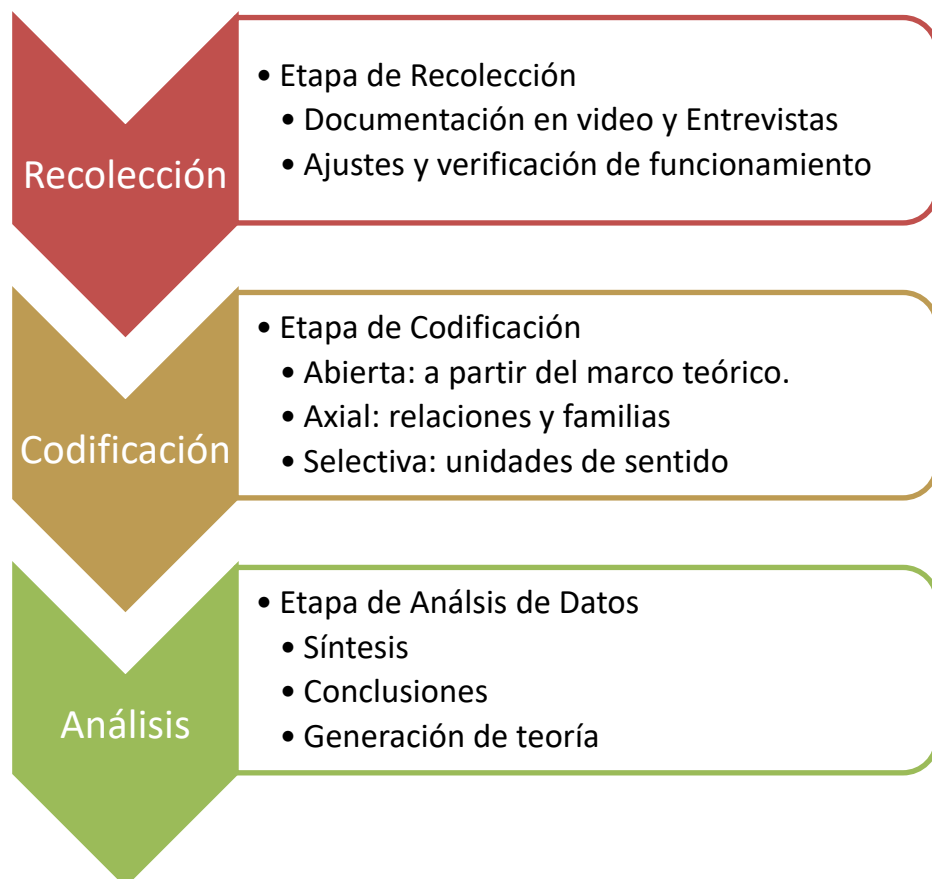 Recolección
• Etapa de Recolección
• Documentación en video y Entrevistas
• Ajustes y verificación de funcionamiento
Codificación
• Etapa de Codificación
• Abierta: a partir del marco teórico.
• Axial: relaciones y familias
• Selectiva: unidades de sentido
Análisis
• Etapa de Análsis de Datos
• Síntesis
• Conclusiones
• Generación de teoría